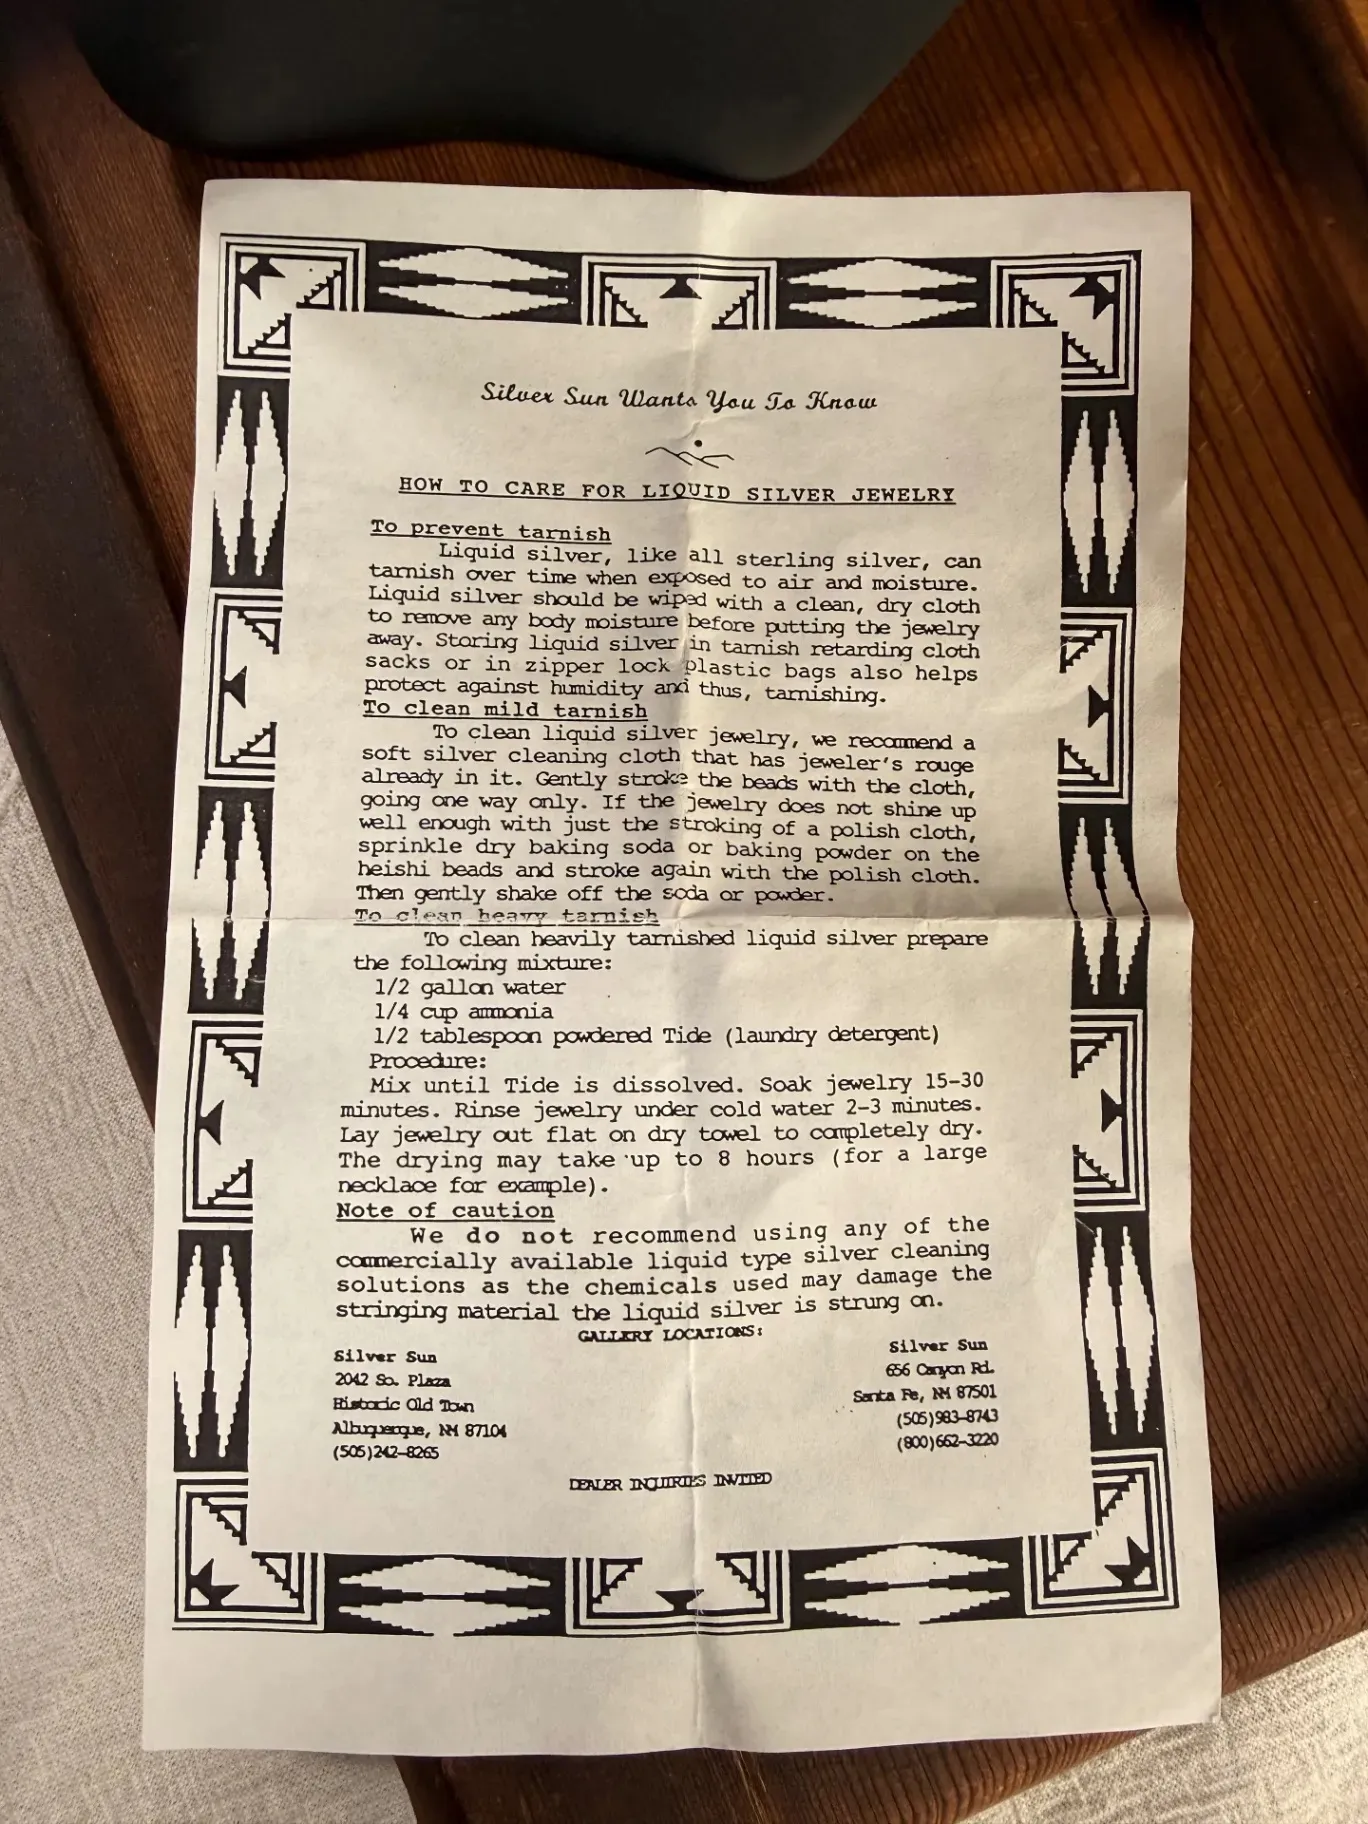 Silver Sun Wants You To Know
HOW TO CARE FOR LIQUID SILVER JEWELRY
To prevent tarnish
Liquid silver, like all sterling silver, can
tarnish over time when exposed to air and moisture.
Liquid silver should be wiped with a clean, dry cloth
to remove any body moisture before putting the jewelry
away. Storing liquid silver in tarnish retarding cloth
sacks or in zipper lock plastic bags also helps
protect against humidity and thus, tarnishing.
To clean mild tarnish
To clean liquid silver jewelry, we recommend a
soft silver cleaning cloth that has jeweler's rouge
already in it. Gently stroke the beads with the cloth,
going one way only. If the jewelry does not shine up
well enough with just the stroking of a polish cloth,
sprinkle dry baking soda or baking powder on the
heishi beads and stroke again with the polish cloth.
Then gently shake off the soda or powder.
To clean heavy tarnish
To clean heavily tarnished liquid silver prepare
the following mixture:
1/2 gallon water
1/4 cup ammonia
1/2 tablespoon powdered Tide (laundry detergent)
Procedure:
Mix until Tide is dissolved. Soak jewelry 15-30
minutes. Rinse jewelry under cold water 2-3 minutes.
Lay jewelry out flat on dry towel to completely dry.
The drying may take up to 8 hours (for a large
necklace for example).
Note of caution
We do not recommend using any of the
commercially available liquid type silver cleaning
solutions as the chemicals used may damage the
stringing material the liquid silver is strung on.
GALLERY LOCATIONS:
Silver Sun
2042 So. Plaza
Historic Old Town
Albuquerque, NM 87104
(505)242-8265
Silver Sun
656 Canyon Rd.
Santa Fe, NM 87501
(505)983-8743
(800)662-3220
DEALER INQUIRIES INVITED